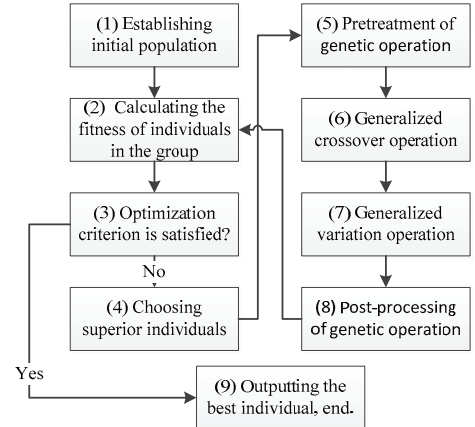 (1) Establishing
initial population
(2) Calculating the
fitness of individuals
in the group
(3) Optimization
criterion is satisfied?
No
(4) Choosing
superior individuals
(5) Pretreatment of
genetic operation
(6) Generalized
crossover operation
(7) Generalized
variation operation
(8) Post-processing
of genetic operation
Yes
(9) Outputting the
best individual, end.